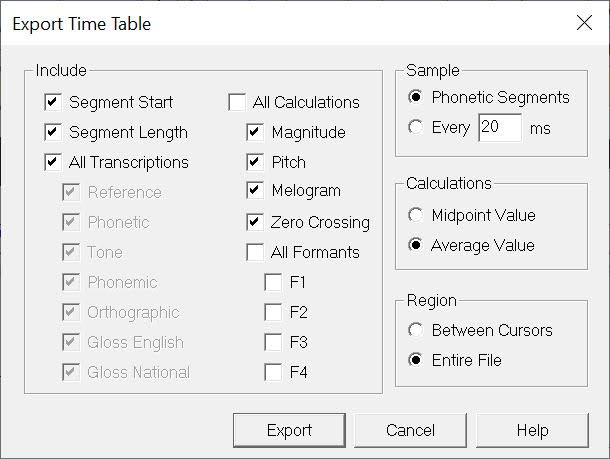 Export Time Table
Include
Segment Start
Segment Length
All Transcriptions
Reference
Phonetic
Tone
Phonemic
Orthographic
Gloss English
Gloss National
All Calculations
Magnitude
Pitch
Melogram
Zero Crossing
All Formants
F1
F2
F3
F4
Sample
Phonetic Segments
Every 20 ms
Calculations
Midpoint Value
Average Value
Region
Between Cursors
Entire File
Export Cancel Help